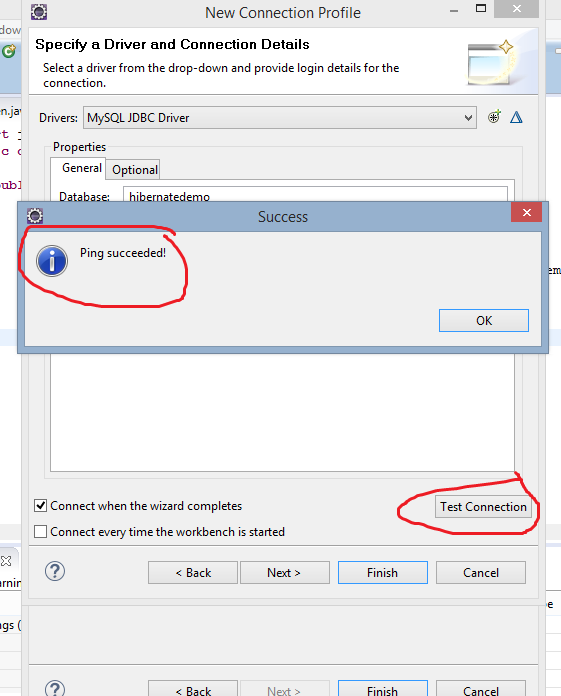 New Connection Profile
Specify a Driver and Connection Details
Select a driver from the drop-down and provide login details for the
connection.
Drivers: MySQL JDBC Driver
Properties
General Optional
Database: hibernatedemo
Success
Ping succeeded!
OK
Test Connection
Connect when the wizard completes
Connect every time the workbench is started
< Back Next > Finish Cancel
< Back Next > Finish Cancel